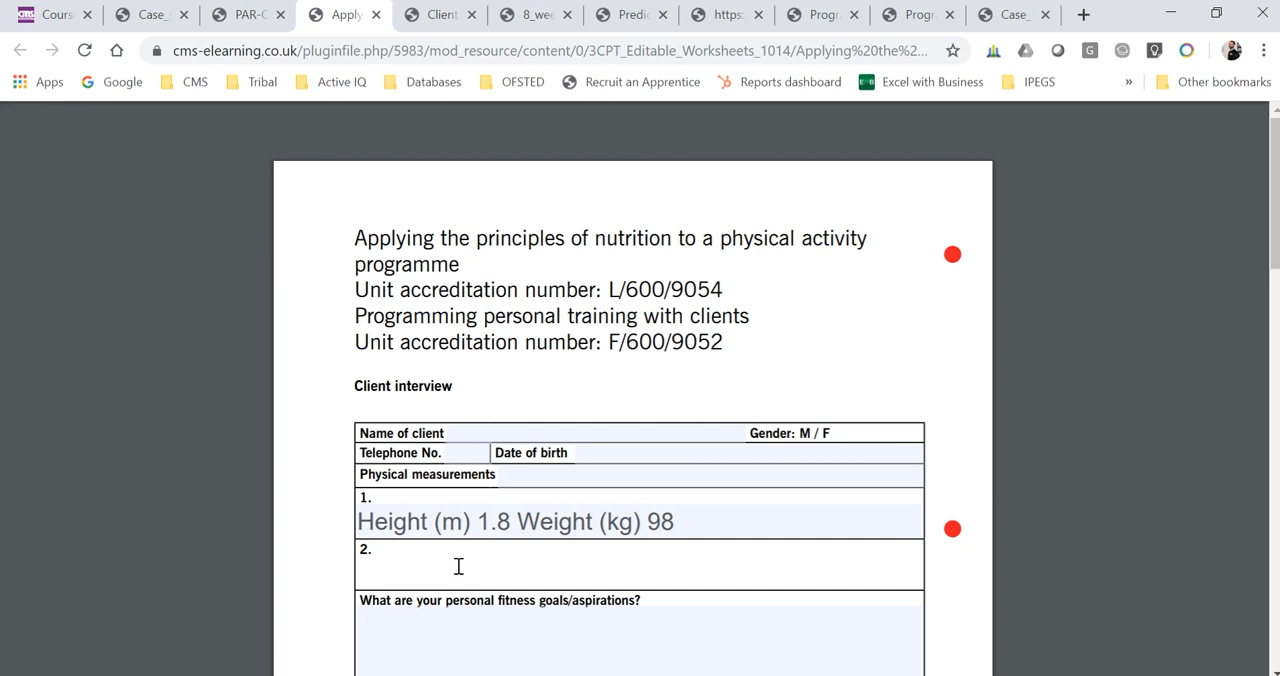 Cours
Case_
PAR-C
Apply
Client
8_wee
Predic
https:
Progr
Progr
Case_
cms-elearning.co.uk/pluginfile.php/5983/mod_resource/content/0/3CPT_Editable_Worksheets_1014/Applying%20the%2...
Apps Google CMS Tribal Active IQ Databases OFSTED Recruit an Apprentice Reports dashboard Excel with Business IPEGS » Other bookmarks
Applying the principles of nutrition to a physical activity
programme
Unit accreditation number: L/600/9054
Programming personal training with clients
Unit accreditation number: F/600/9052
Client interview
Name of client Gender: M / F
Telephone No. Date of birth
Physical measurements
1.
Height (m) 1.8 Weight (kg) 98
2.
What are your personal fitness goals/aspirations?